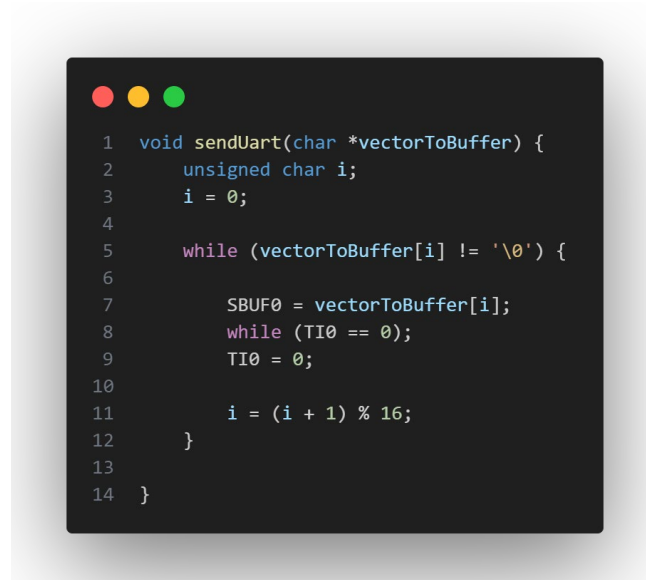 1 void sendUart(char *vectorToBuffer) {
2     unsigned char i;
3     i = 0;
4
5     while (vectorToBuffer[i] != '\0') {
6
7         SBUF0 = vectorToBuffer[i];
8         while (TI0 == 0);
9         TI0 = 0;
10
11         i = (i + 1) % 16;
12     }
13
14 }